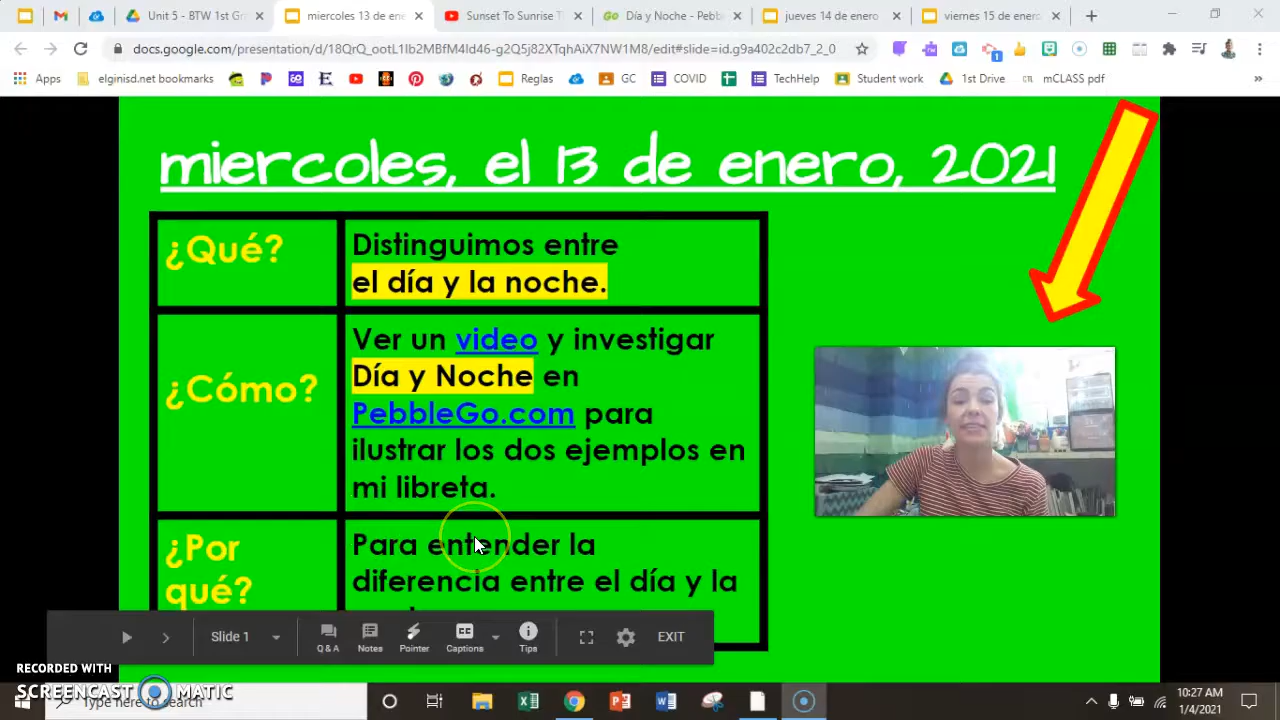 Unit 5 - BTW 1st Gr
miercoles 13 de ene
Sunset To Sunrise T
Día y Noche - Pebb
jueves 14 de enero
viernes 15 de enero
docs.google.com/presentation/d/18QrQ_ootL1Ib2MBfM4Id46-g2Q5j82XTqhAiX7NW1M8/edit#slide=id.g9a402c2db7_2_0
Apps
elginisd.net bookmarks
Reglas
GC
COVID
TechHelp
Student work
1st Drive
mCLASS pdf
miercoles, el 13 de enero, 2021
¿Qué?
Distinguimos entre
el día y la noche.
¿Cómo?
Ver un video y investigar
Día y Noche en
PebbleGo.com para
ilustrar los dos ejemplos en
mi libreta.
¿Por
qué?
Para entender la
diferencia entre el día y la
Slide 1
Q & A
Notes
Pointer
Captions
Tips
EXIT
RECORDED WITH
SCREENCAST MATIC
Type here to search
10:27 AM
1/4/2021